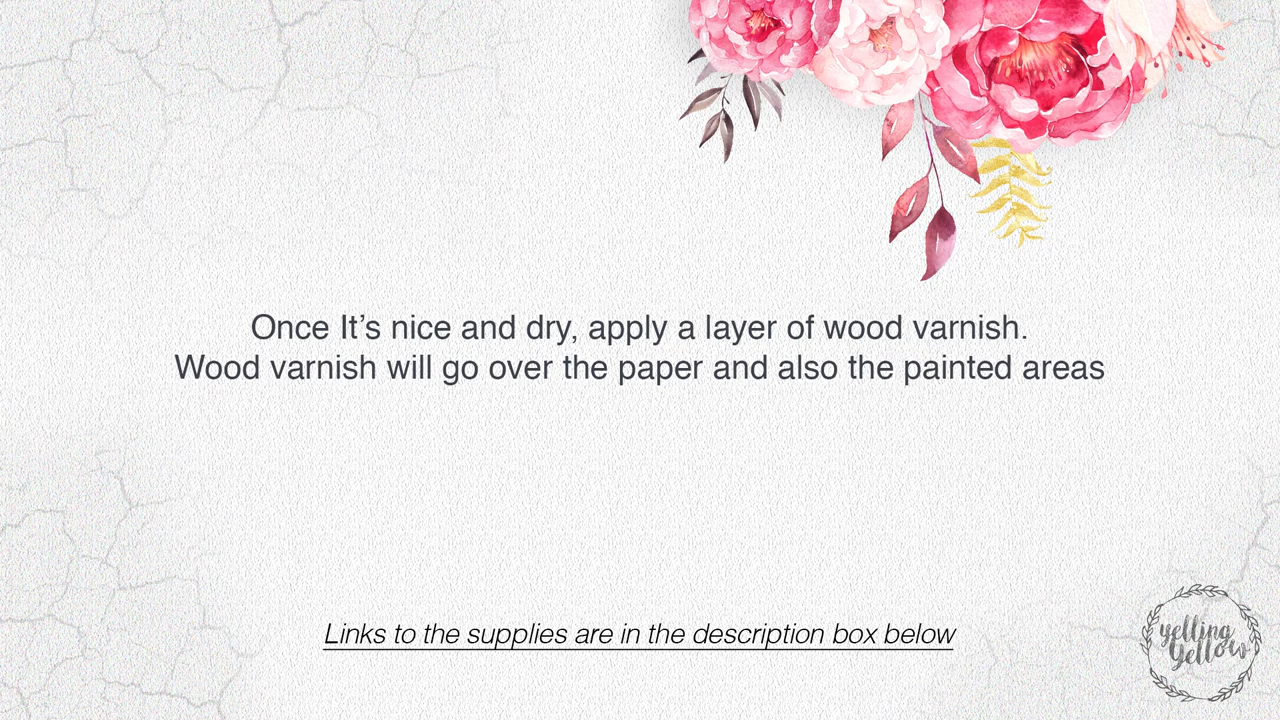 Once It’s nice and dry, apply a layer of wood varnish.
Wood varnish will go over the paper and also the painted areas
Links to the supplies are in the description box below
yelling
yellow